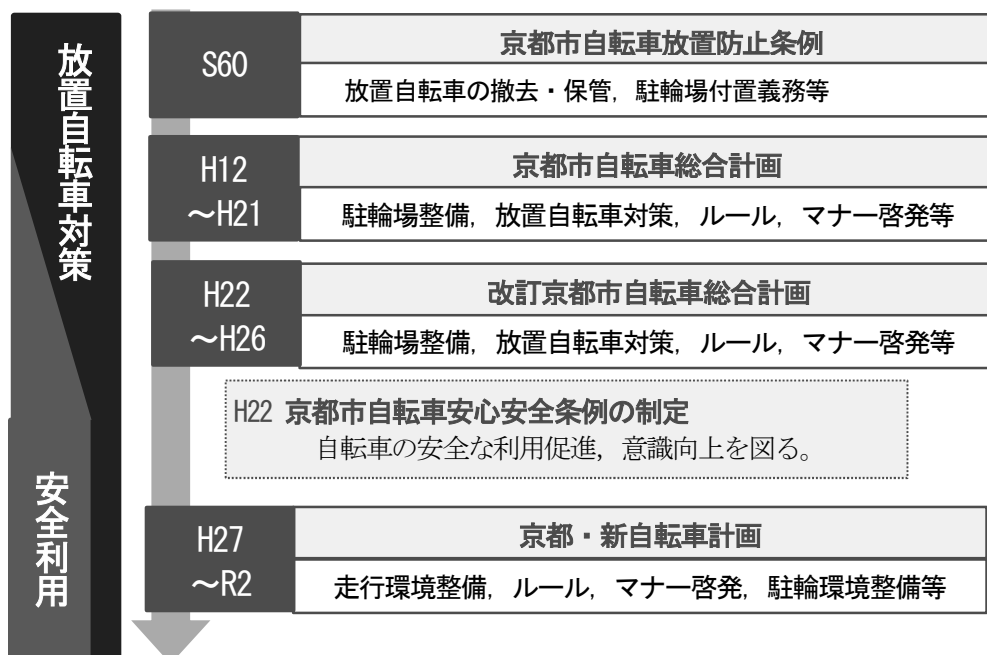 放置自転車対策
安全利用
S60
京都市自転車放置防止条例
放置自転車の撤去・保管，駐輪場付置義務等
H12
～H21
京都市自転車総合計画
駐輪場整備，放置自転車対策，ルール，マナー啓発等
H22
～H26
改訂京都市自転車総合計画
駐輪場整備，放置自転車対策，ルール，マナー啓発等
H22 京都市自転車安心安全条例の制定
自転車の安全な利用促進，意識向上を図る。
H27
～R2
京都・新自転車計画
走行環境整備，ルール，マナー啓発，駐輪環境整備等